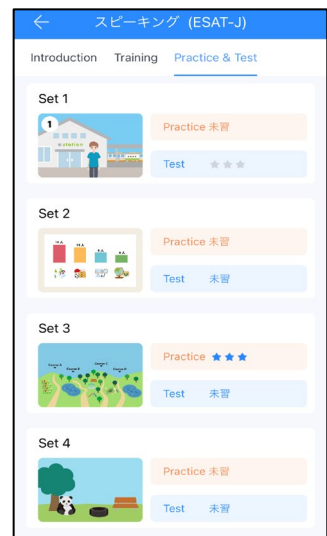 スピーキング (ESAT-J)
Introduction Training Practice & Test
Set 1
1
Practice 未習
Test
Set 2
Practice 未習
Test 未習
Set 3
Practice
Test 未習
Set 4
Practice 未習
Test 未習